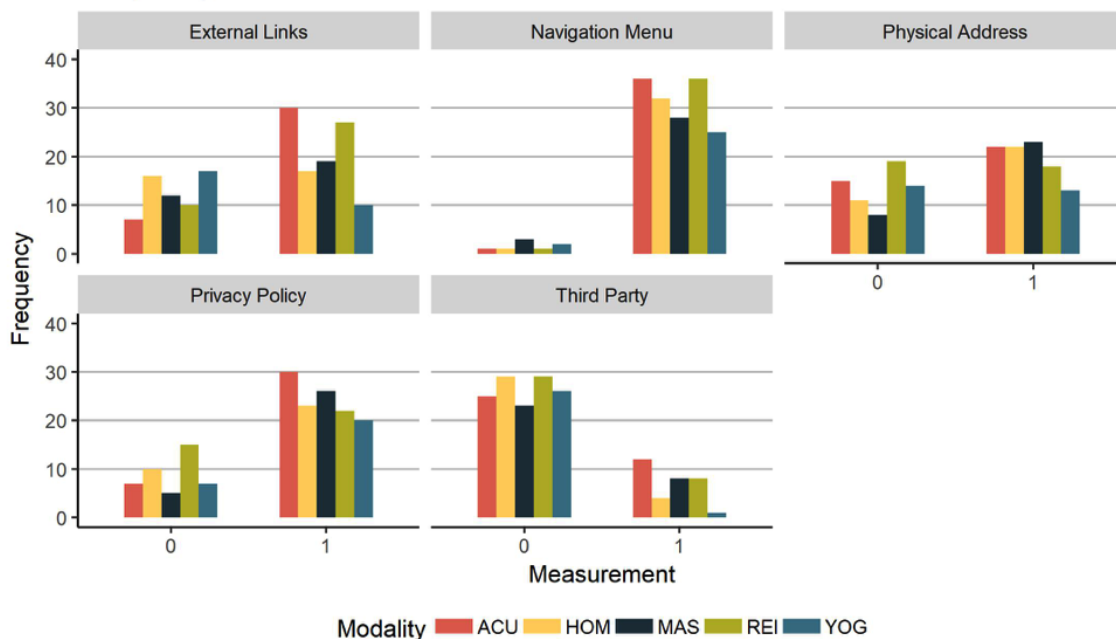 External Links Navigation Menu Physical Address
40
30
20
10
0
0 1
Privacy Policy Third Party
40
30
20
10
0
0 1 0 1
Frequency
Measurement
Modality ACU HOM MAS REI YOG